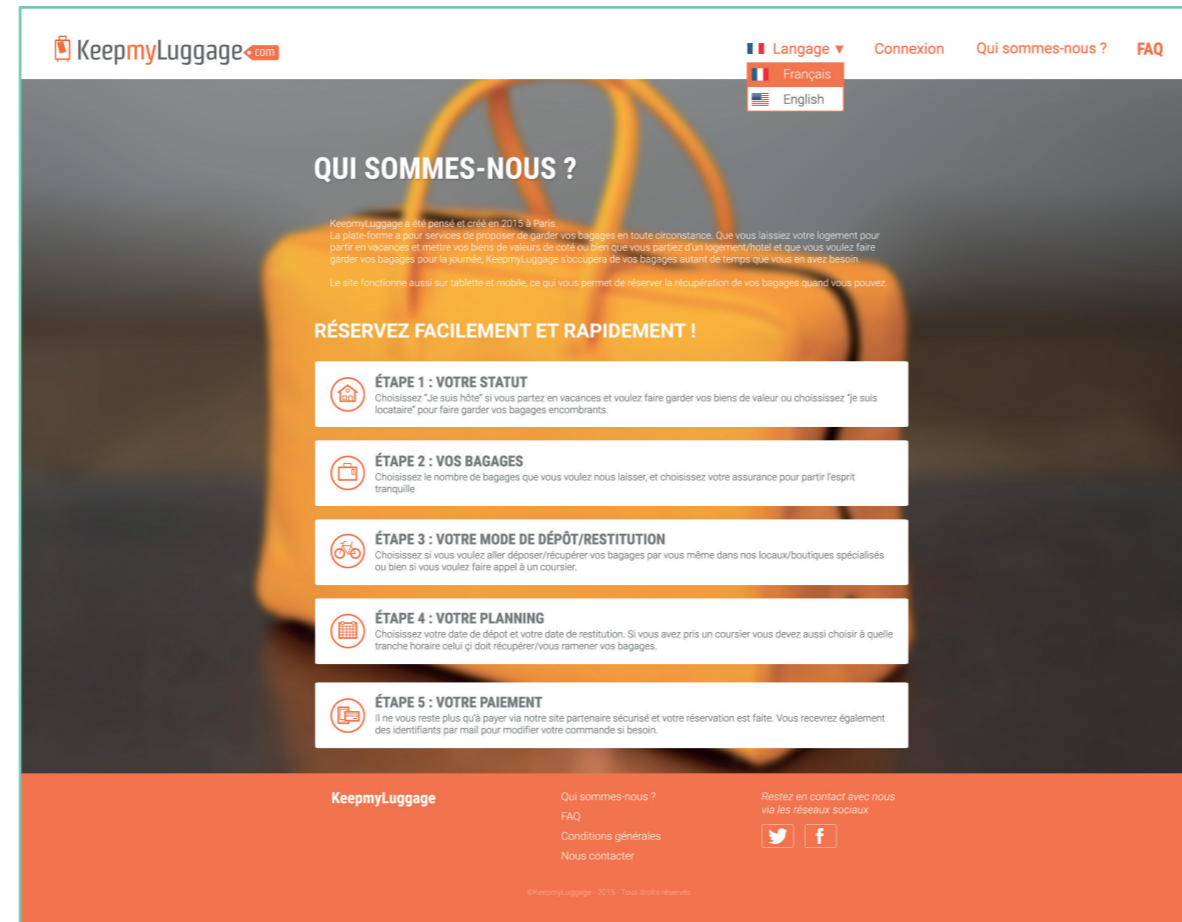 KeepmyLuggage com
Langage ▼ Connexion Qui sommes-nous ? FAQ
Français
English
QUI SOMMES-NOUS ?
KeepmyLuggage a été pensé et créé en 2015 à Paris.
La plate-forme a pour services de proposer de garder vos bagages en toute circonstance. Que vous laissiez votre logement pour
partir en vacances et mettre vos biens de valeurs de coté ou bien que vous partiez d'un logement/hotel et que vous voulez faire
garder vos bagages pour la journée, KeepmyLuggage s'occupera de vos bagages autant de temps que vous en avez besoin.
Le site fonctionne aussi sur tablette et mobile, ce qui vous permet de réserver la récupération de vos bagages quand vous pouvez.
RÉSERVEZ FACILEMENT ET RAPIDEMENT !
ÉTAPE 1 : VOTRE STATUT
Choisissez "Je suis hôte" si vous partez en vacances et voulez faire garder vos biens de valeur ou choississez "je suis
locataire" pour faire garder vos bagages encombrants.
ÉTAPE 2 : VOS BAGAGES
Choisissez le nombre de bagages que vous voulez nous laisser, et choisissez votre assurance pour partir l'esprit
tranquille
ÉTAPE 3 : VOTRE MODE DE DÉPÔT/RESTITUTION
Choisissez si vous voulez aller déposer/récupérer vos bagages par vous même dans nos locaux/boutiques spécialisés
ou bien si vous voulez faire appel à un coursier.
ÉTAPE 4 : VOTRE PLANNING
Choisissez votre date de dépot et votre date de restitution. Si vous avez pris un coursier vous devez aussi choisir à quelle
tranche horaire celui çi doit récupérer/vous ramener vos bagages.
ÉTAPE 5 : VOTRE PAIEMENT
Il ne vous reste plus qu'à payer via notre site partenaire sécurisé et votre réservation est faite. Vous recevrez également
des identifiants par mail pour modifier votre commande si besoin.
KeepmyLuggage
Qui sommes-nous ?
FAQ
Conditions générales
Nous contacter
Restez en contact avec nous
via les réseaux sociaux
©KeepmyLuggage - 2015 - Tous droits réservés